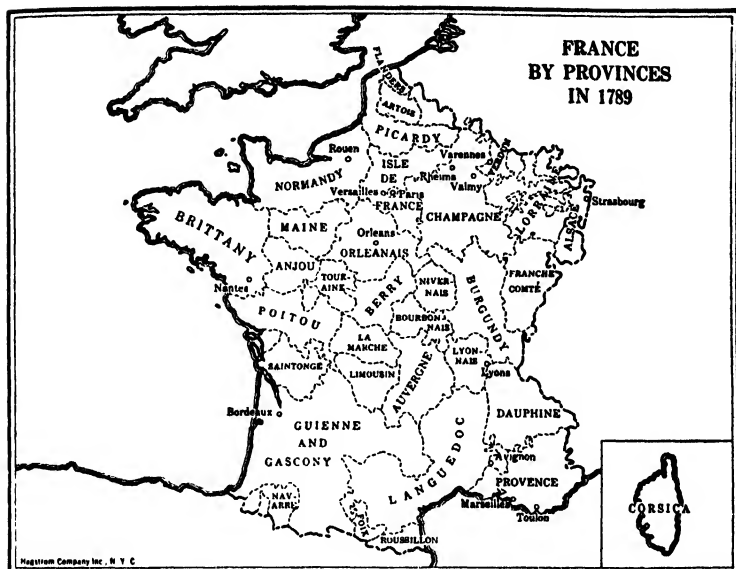 FRANCE
BY PROVINCES
IN 1789
FLANDERS
ARTOIS
PICARDY
Rouen
Varennes
VERDUN
ISLE
DE
FRANCE
Rheims
Valmy
NORMANDY
Versailles
Paris
CHAMPAGNE
LORRAINE
ALSACE
Strasbourg
BRITTANY
MAINE
Orleans
ORLEANAIS
ANJOU
TOUR-
AINE
Nantes
BERRY
NIVER-
NAIS
BURGUNDY
FRANCHE
COMTÉ
POITOU
BOURBON-
NAIS
LA
MARCHE
SAINTONGE
LIMOUSIN
AUVERGNE
LYON-
NAIS
Lyons
Bordeaux
GUIENNE
AND
GASCONY
DAUPHINE
LANGUEDOC
Avignon
PROVENCE
Marseilles
Toulon
NAV-
ARRE
FOIX
ROUSSILLON
CORSICA
Hagstrom Company Inc., N Y C